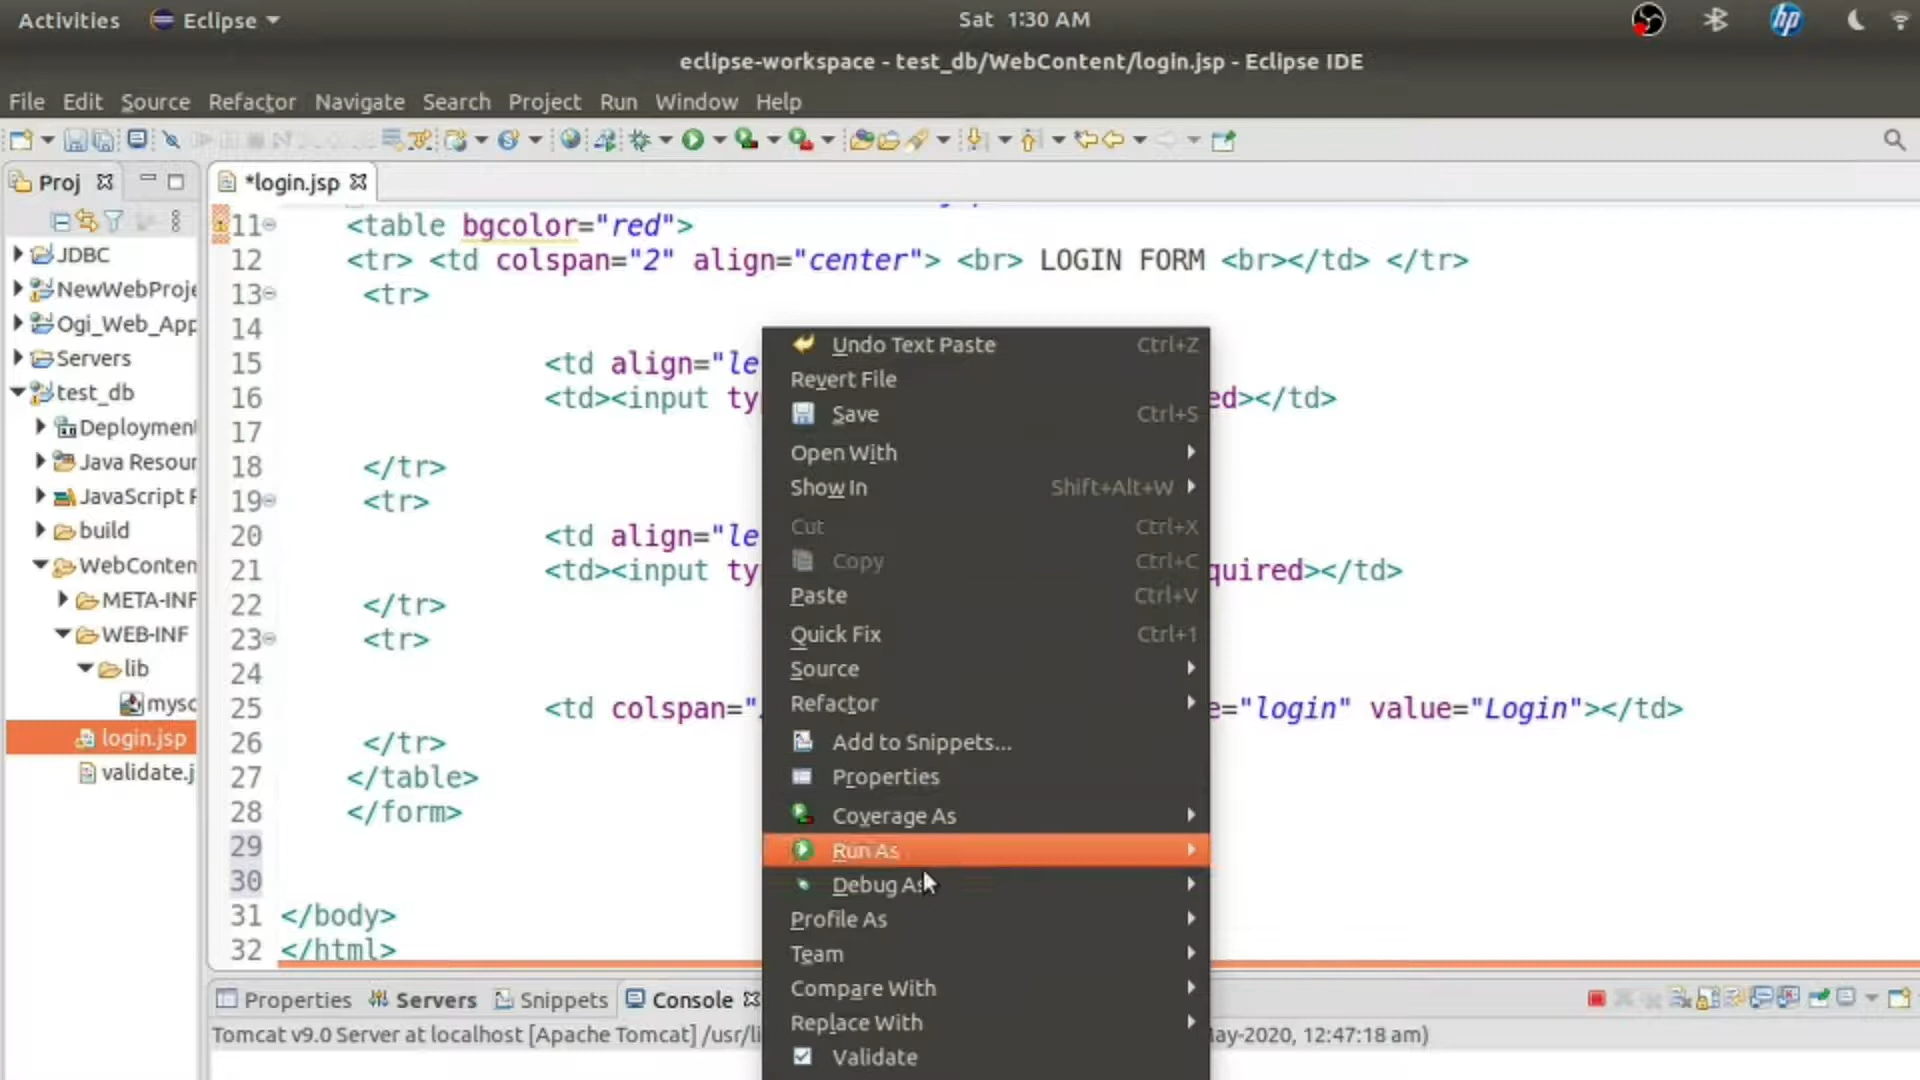 Activities Eclipse Sat 1:30 AM hp
eclipse-workspace - test_db/WebContent/login.jsp - Eclipse IDE
File Edit Source Refactor Navigate Search Project Run Window Help
Proj *login.jsp
JDBC
NewWebProje
Ogi_Web_App
Servers
test_db
Deployment
Java Resour
JavaScript R
build
WebConten
META-INF
WEB-INF
lib
mysc
login.jsp
validate.j
11 <table bgcolor="red">
12 <tr> <td colspan="2" align="center"> <br> LOGIN FORM <br></td> </tr>
13 <tr>
14
15 <td align="le
16 <td><input ty ed></td>
17
18 </tr>
19 <tr>
20 <td align="le
21 <td><input ty quired></td>
22 </tr>
23 <tr>
24
25 <td colspan=" e="login" value="Login"></td>
26 </tr>
27 </table>
28 </form>
29
30
31 </body>
32 </html>
Undo Text Paste Ctrl+Z
Revert File
Save Ctrl+S
Open With
Show In Shift+Alt+W
Cut Ctrl+X
Copy Ctrl+C
Paste Ctrl+V
Quick Fix Ctrl+1
Source
Refactor
Add to Snippets...
Properties
Coverage As
Run As
Debug As
Profile As
Team
Compare With
Replace With
Validate
Properties Servers Snippets Console
Tomcat v9.0 Server at localhost [Apache Tomcat] /usr/li ay-2020, 12:47:18 am)